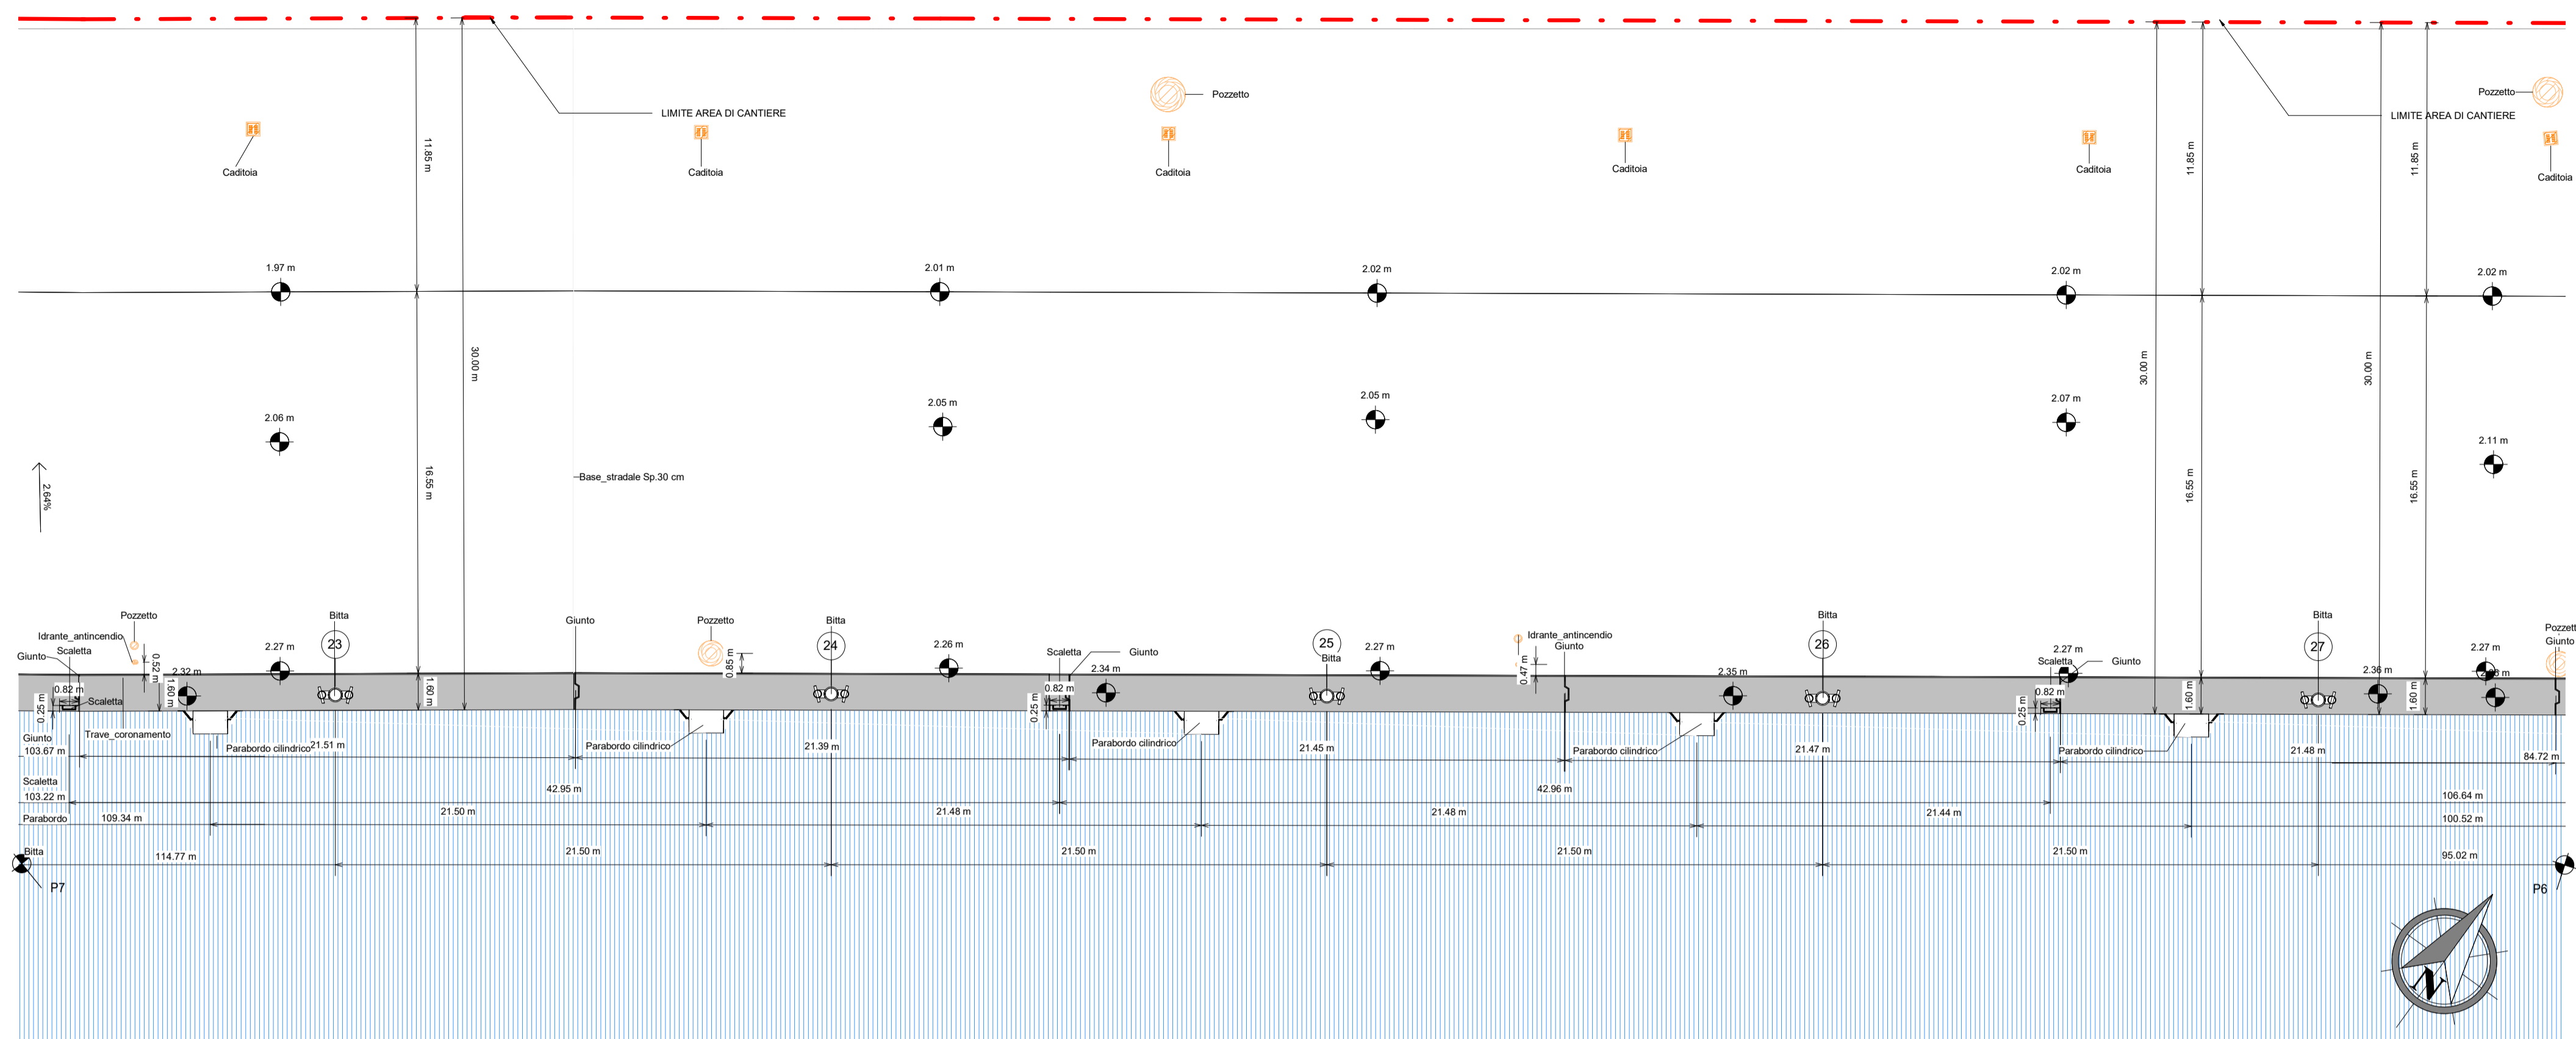 LIMITE AREA DI CANTIERE
LIMITE AREA DI CANTIERE
Pozzetto
Pozzetto
Caditoia
Caditoia
Caditoia
Caditoia
Caditoia
Caditoia
11.85 m
11.85 m
11.85 m
1.97 m
2.01 m
2.02 m
2.02 m
2.02 m
30.00 m
30.00 m
30.00 m
2.06 m
2.05 m
2.05 m
2.07 m
2.11 m
2.64%
16.55 m
16.55 m
16.55 m
Base_stradale Sp.30 cm
Pozzetto
Idrante_antincendio
Giunto
Scaletta
0.52 m
2.32 m
2.27 m
Bitta
23
Giunto
Pozzetto
0.85 m
Bitta
24
2.26 m
Scaletta
Giunto
2.34 m
25
Bitta
2.27 m
Idrante_antincendio
Giunto
0.47 m
2.35 m
Bitta
26
2.27 m
Scaletta
Giunto
Bitta
27
2.36 m
2.27 m
Giunto
0.82 m
0.25 m
Scaletta
1.60 m
1.60 m
0.82 m
0.25 m
0.82 m
0.25 m
1.60 m
1.60 m
Trave_coronamento
Parabordo cilindrico
Parabordo cilindrico
Parabordo cilindrico
Parabordo cilindrico
Parabordo cilindrico
Giunto
103.67 m
21.51 m
21.39 m
21.45 m
21.47 m
21.48 m
84.72 m
Scaletta
103.22 m
42.95 m
42.96 m
106.64 m
Parabordo
109.34 m
21.50 m
21.48 m
21.48 m
21.44 m
100.52 m
Bitta
114.77 m
21.50 m
21.50 m
21.50 m
21.50 m
95.02 m
P7
P6
N